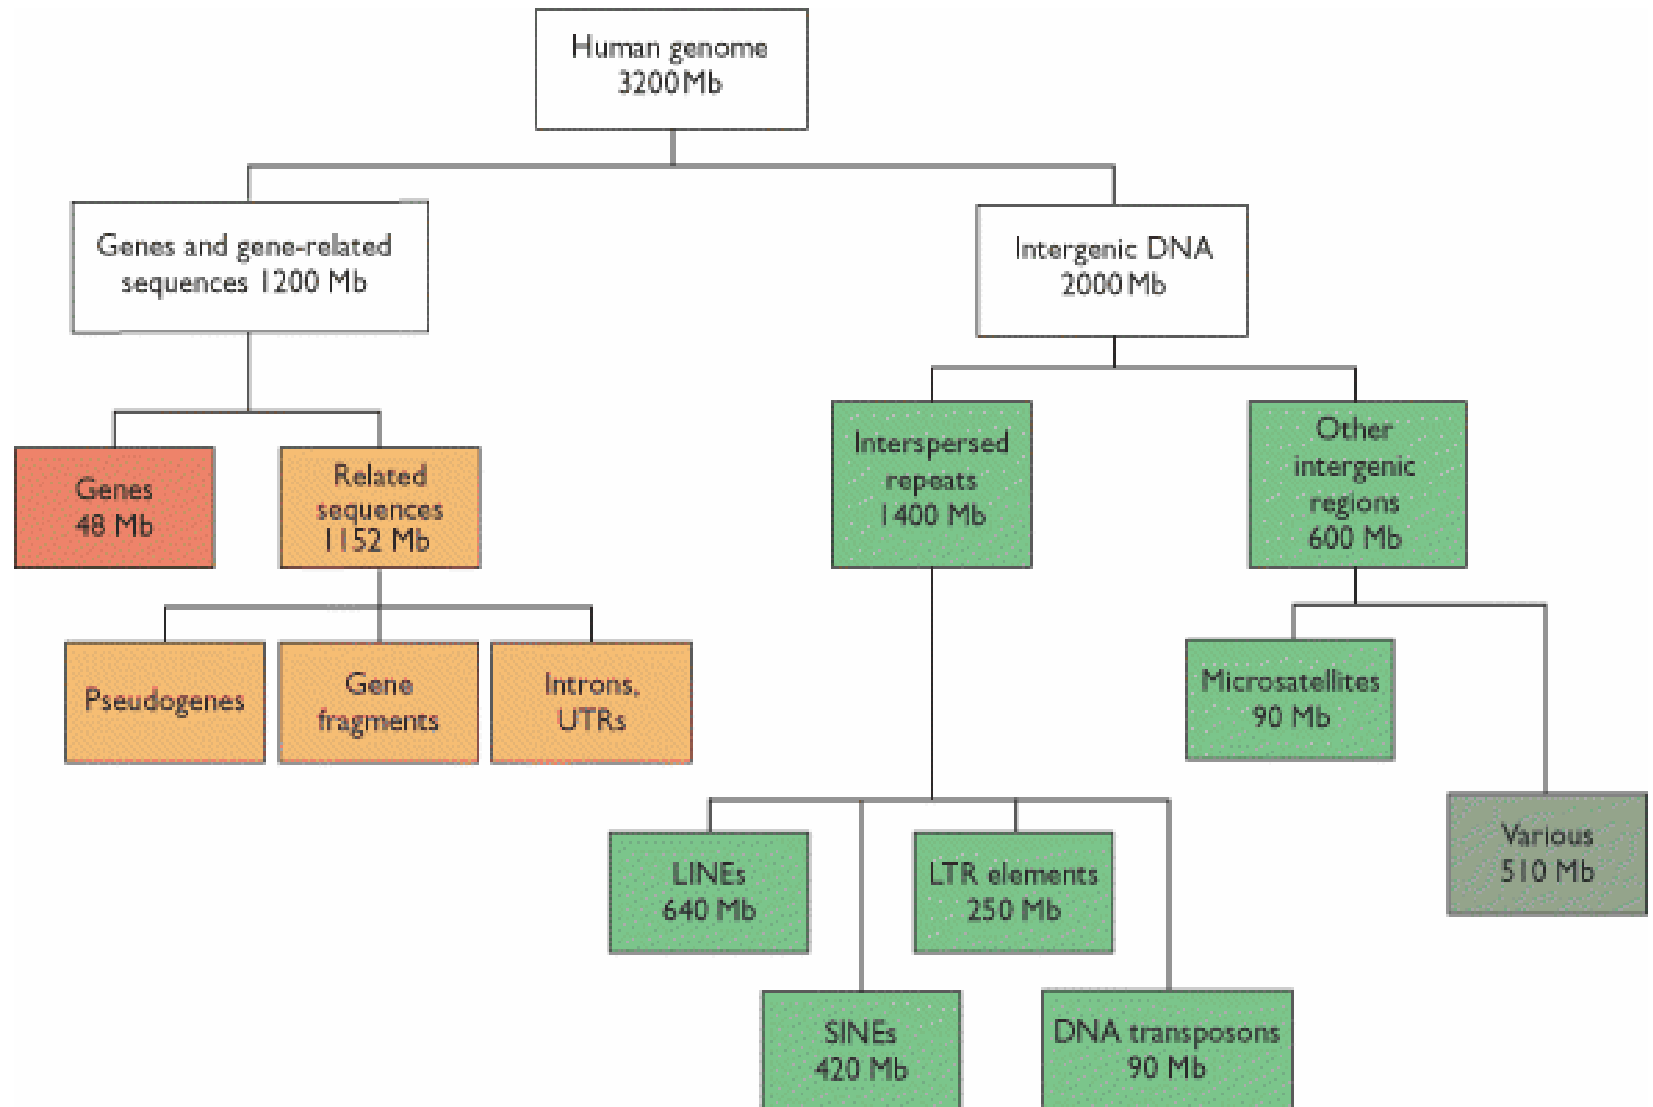 Human genome
3200 Mb
Genes and gene-related
sequences 1200 Mb
Intergenic DNA
2000 Mb
Genes
48 Mb
Related
sequences
1152 Mb
Interspersed
repeats
1400 Mb
Other
intergenic
regions
600 Mb
Pseudogenes
Gene
fragments
Introns,
UTRs
Microsatellites
90 Mb
LINEs
640 Mb
LTR elements
250 Mb
Various
510 Mb
SINEs
420 Mb
DNA transposons
90 Mb